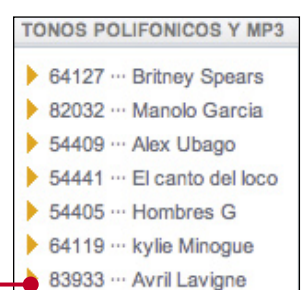 TONOS POLIFONICOS Y MP3
64127 ··· Britney Spears
82032 ··· Manolo Garcia
54409 ··· Alex Ubago
54441 ··· El canto del loco
54405 ··· Hombres G
64119 ··· kylie Minogue
83933 ··· Avril Lavigne